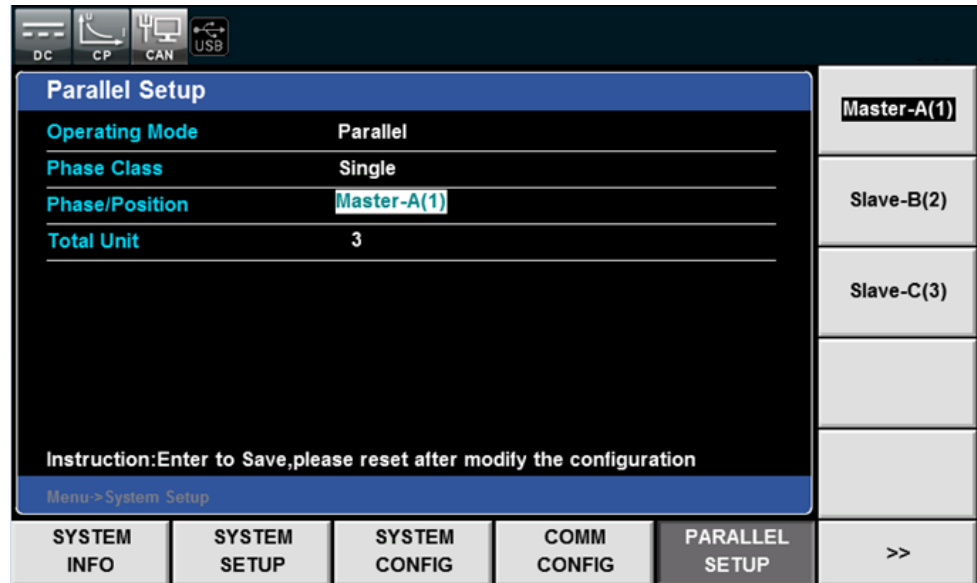 DC CP CAN USB
Parallel Setup
Operating Mode Parallel
Phase Class Single
Phase/Position Master-A(1)
Total Unit 3
Instruction:Enter to Save,please reset after modify the configuration
Menu->System Setup
Master-A(1)
Slave-B(2)
Slave-C(3)
SYSTEM INFO
SYSTEM SETUP
SYSTEM CONFIG
COMM CONFIG
PARALLEL SETUP
>>